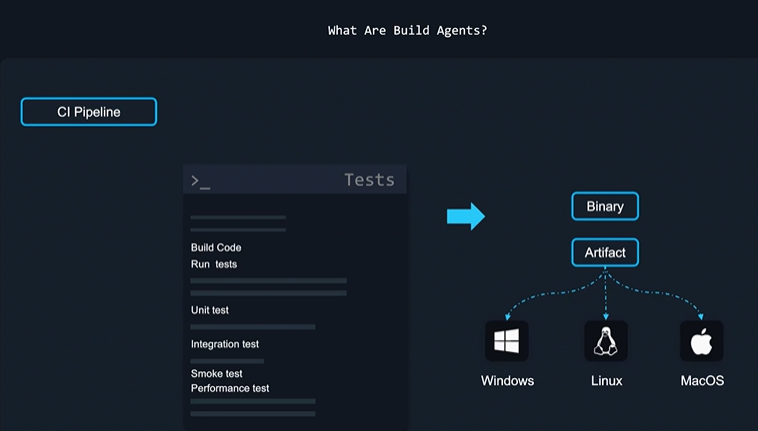 What Are Build Agents?
CI Pipeline
>_ Tests
Build Code
Run tests
Unit test
Integration test
Smoke test
Performance test
Binary
Artifact
Windows Linux MacOS